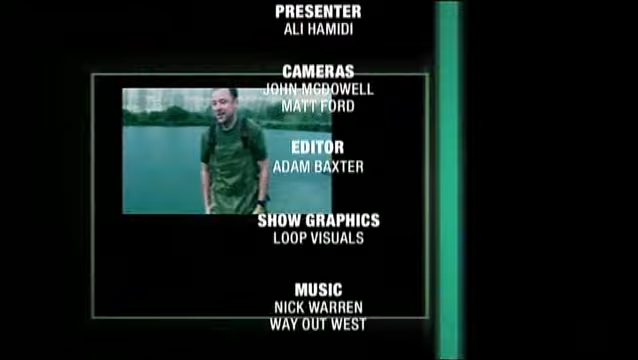 PRESENTER
ALI HAMIDI
CAMERAS
JOHN MCDOWELL
MATT FORD
EDITOR
ADAM BAXTER
SHOW GRAPHICS
LOOP VISUALS
MUSIC
NICK WARREN
WAY OUT WEST